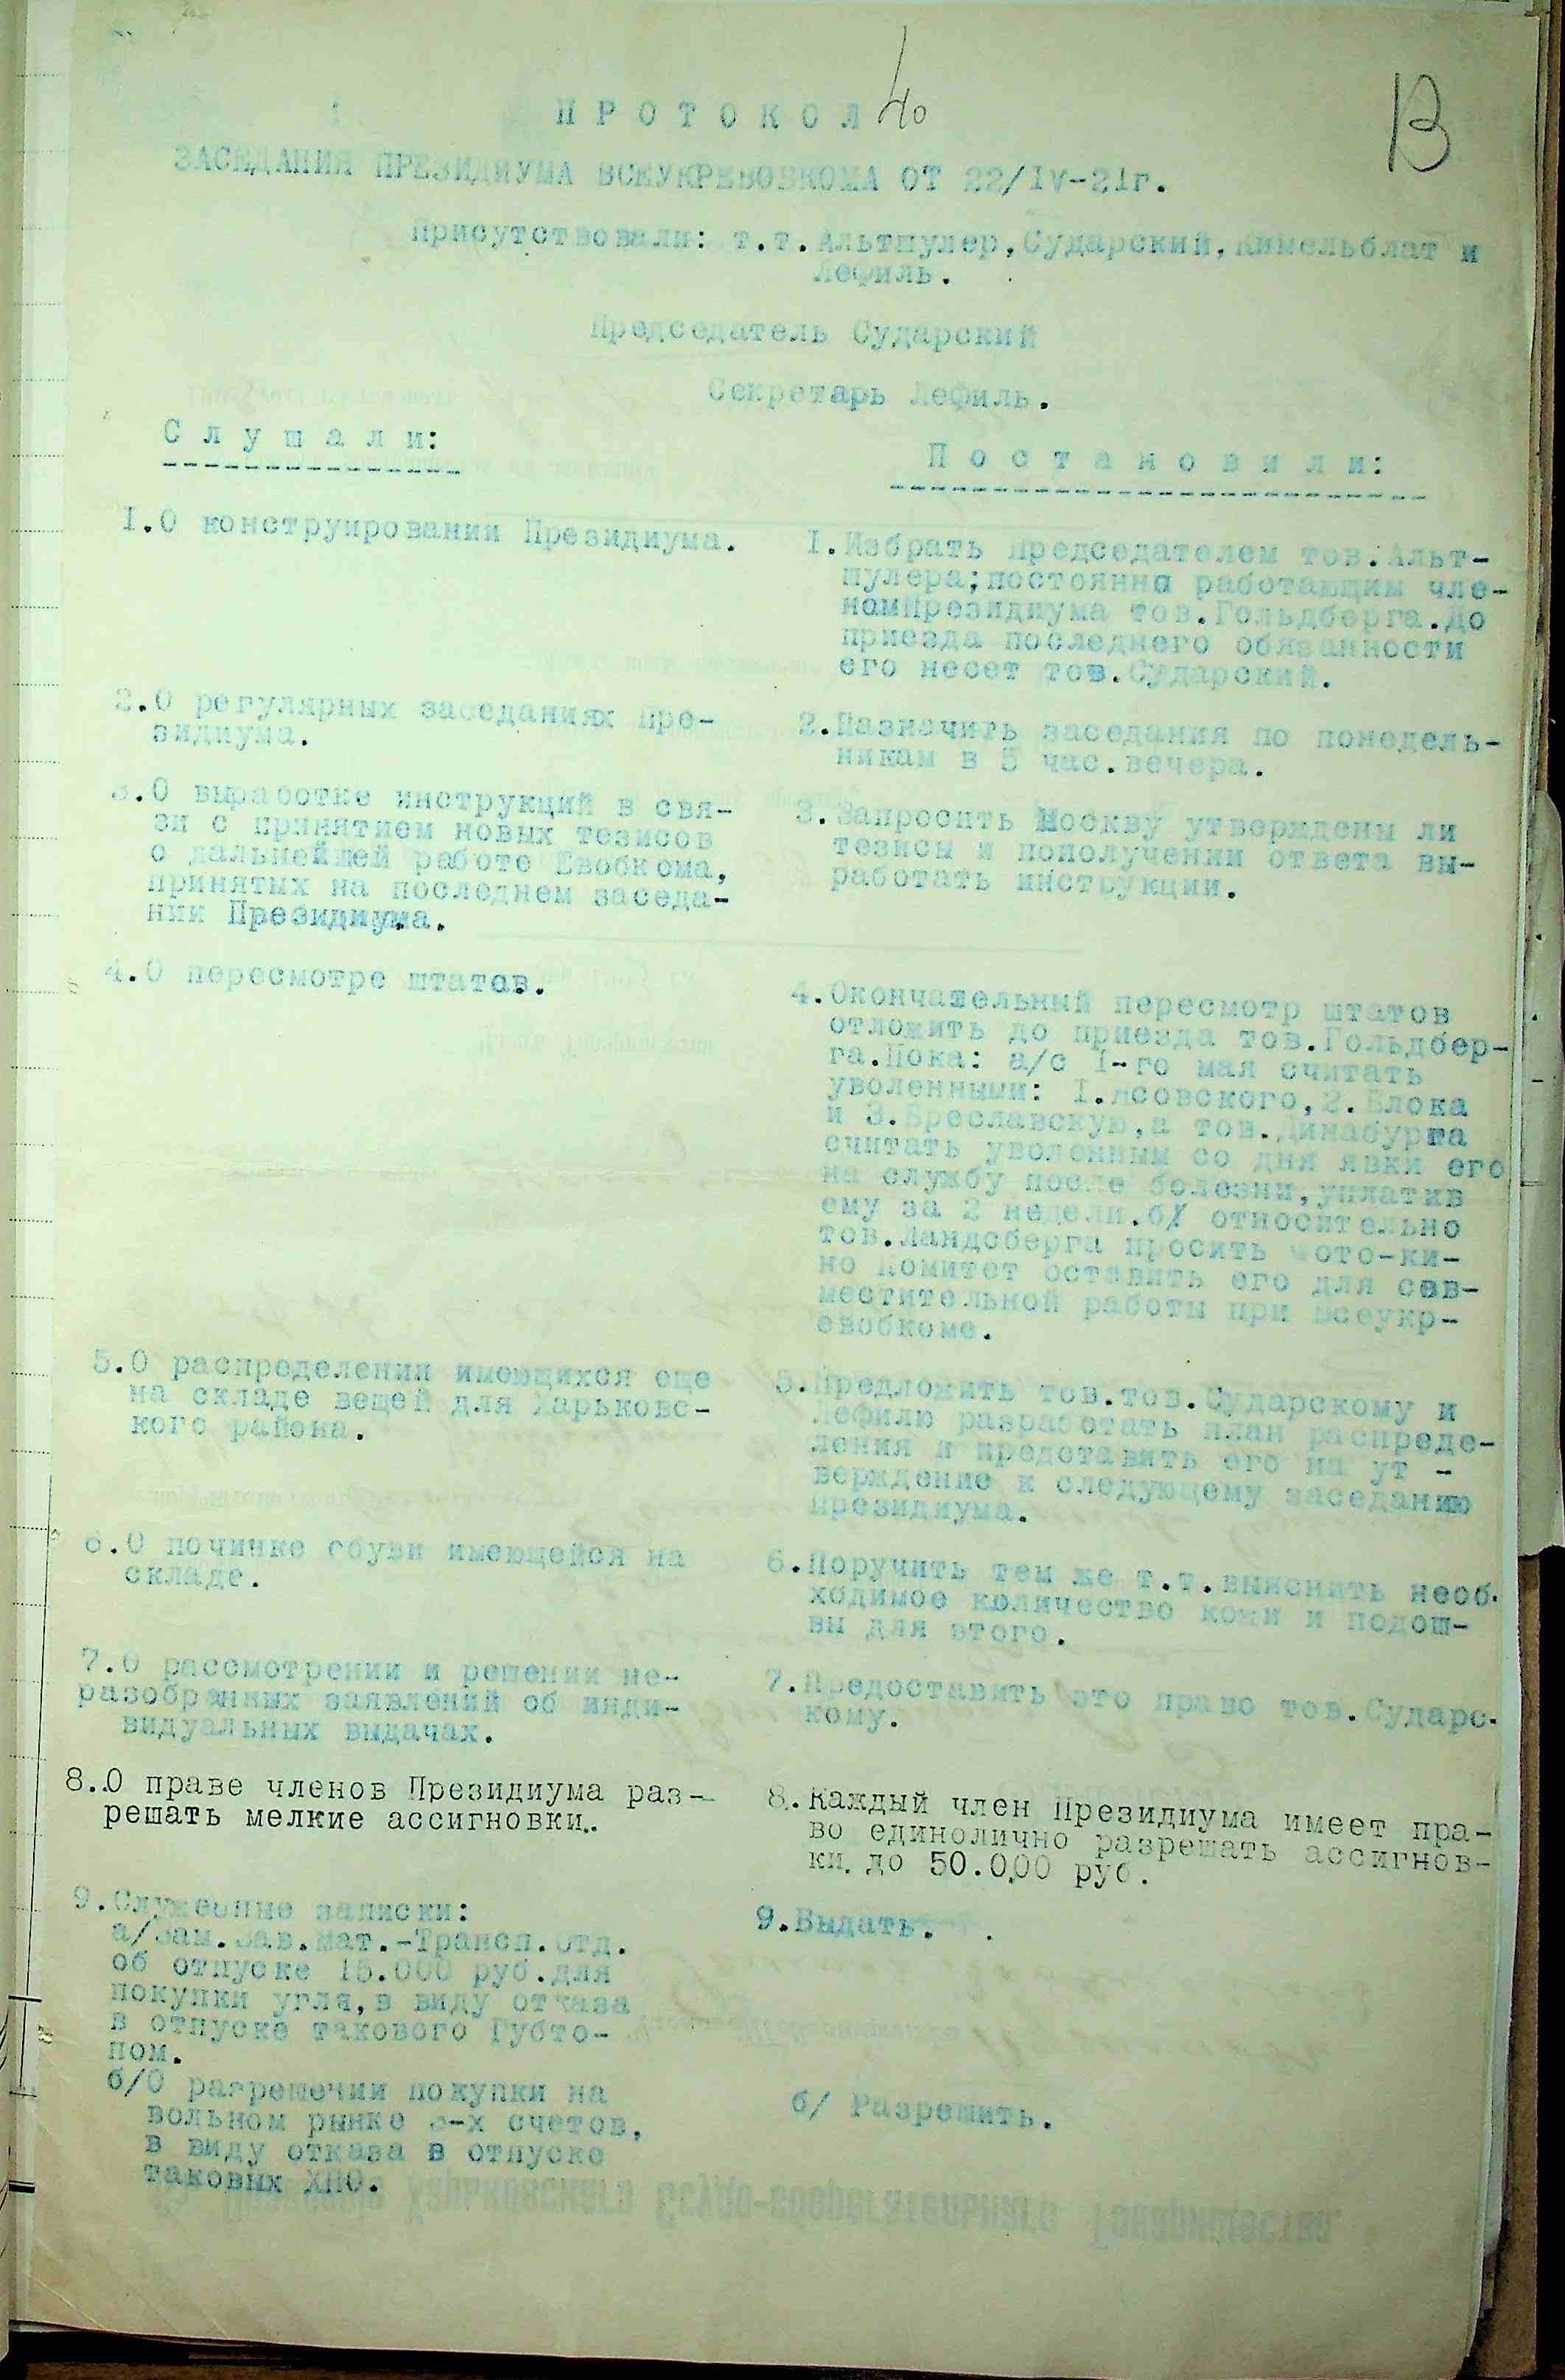 П Р О Т О К О Л 40
13
ЗАСЕДАНИЯ ПРЕЗИДИУМА ВСЕУКРЕВОБКОМА ОТ 22/IV-21г.
Присутствовали: т.т.Альтшулер,Сударский,Кимельблат и
Лефиль.
Председатель Сударский
Секретарь Лефиль.
С л у ш а л и:
1.О конструировании Президиума.
2.О регулярных заседаниях Пре-
зидиума.
3.О выработке инструкций в свя-
зи с принятием новых тезисов
о дальнейшей работе Евобкома,
принятых на последнем заседа-
нии Президиума.
4.О пересмотре штатов.
5.О распределении имеющихся еще
на складе вещей для Харьковс-
кого района.
6.О починке обуви имеющейся на
складе.
7.О рассмотрении и решении не-
разобранных заявлений об инди-
видуальных выдачах.
8..О праве членов Президиума раз-
решать мелкие ассигновки..
9.Служебные записки:
а/Зам.Зав.Мат.-Трансп.Отд.
об отпуске 15.000 руб.для
покупки угля,в виду отказа
в отпуске такового Губто-
пом.
б/О разрешении покупки на
вольном рынке 3-х счетов,
в виду отказа в отпуске
таковых ХПО.
П о с т а н о в и л и:
1.Избрать Председателем тов.Альт-
шулера;постоянно работающим чле-
номПрезидиума тов.Гольдберга.До
приезда последнего обязанности
его несет тов.Сударский.
2.Назначить заседания по понедель-
никам в 5 час.вечера.
3.Запросить Москву утверждены ли
тезисы и пополучении ответа вы-
работать инструкции.
4.Окончательный пересмотр штатов
отложить до приезда тов.Гольдбер-
га.Пока: а/с 1-го мая считать
уволенными: 1.Ясовского,2.Блока
и 3.Бреславскую,а тов.Динабурга
считать уволенным со дня явки его
на службу после болезни,уплатив
ему за 2 недели.б/ относительно
тов.Ландсберга просить Фото-ки-
но Комитет оставить его для сов-
местительной работы при Всеукр-
евобкоме.
5.Предложить тов.тов.Сударскому и
Лефилю разработать план распреде-
ления и представить его на ут -
верждение к следующему заседанию
Президиума.
6.Поручить тем же т.т.выяснить необ.
ходимое количество кожи и подош-
вы для этого.
7.Предоставить это право тов.Сударс-
кому.
8.Каждый член Президиума имеет пра-
во единолично разрешать ассигнов-
ки до 50.000 руб.
9.Выдать.
б/ Разрешить.